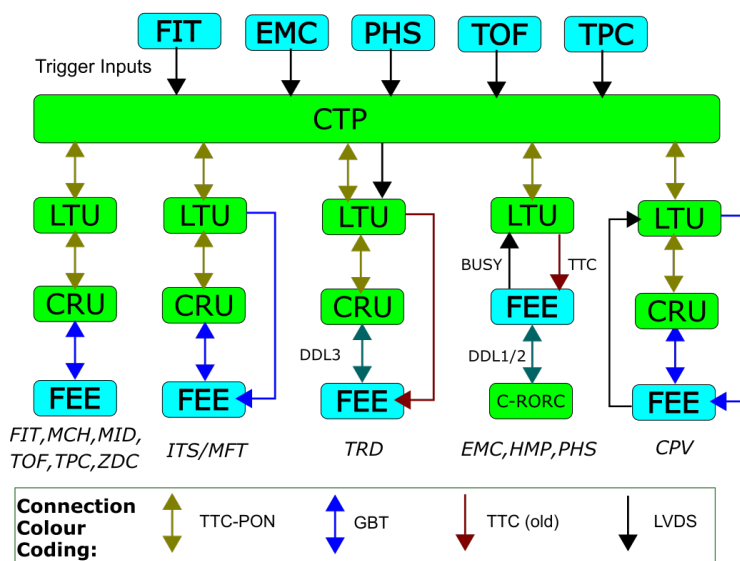 FIT EMC PHS TOF TPC
Trigger Inputs
CTP
LTU LTU LTU LTU LTU
BUSY TTC
CRU CRU CRU FEE CRU
DDL3 DDL1/2
FEE FEE FEE C-RORC FEE
FIT,MCH,MID,
TOF,TPC,ZDC
ITS/MFT TRD EMC,HMP,PHS CPV
Connection
Colour
Coding:
TTC-PON GBT TTC (old) LVDS